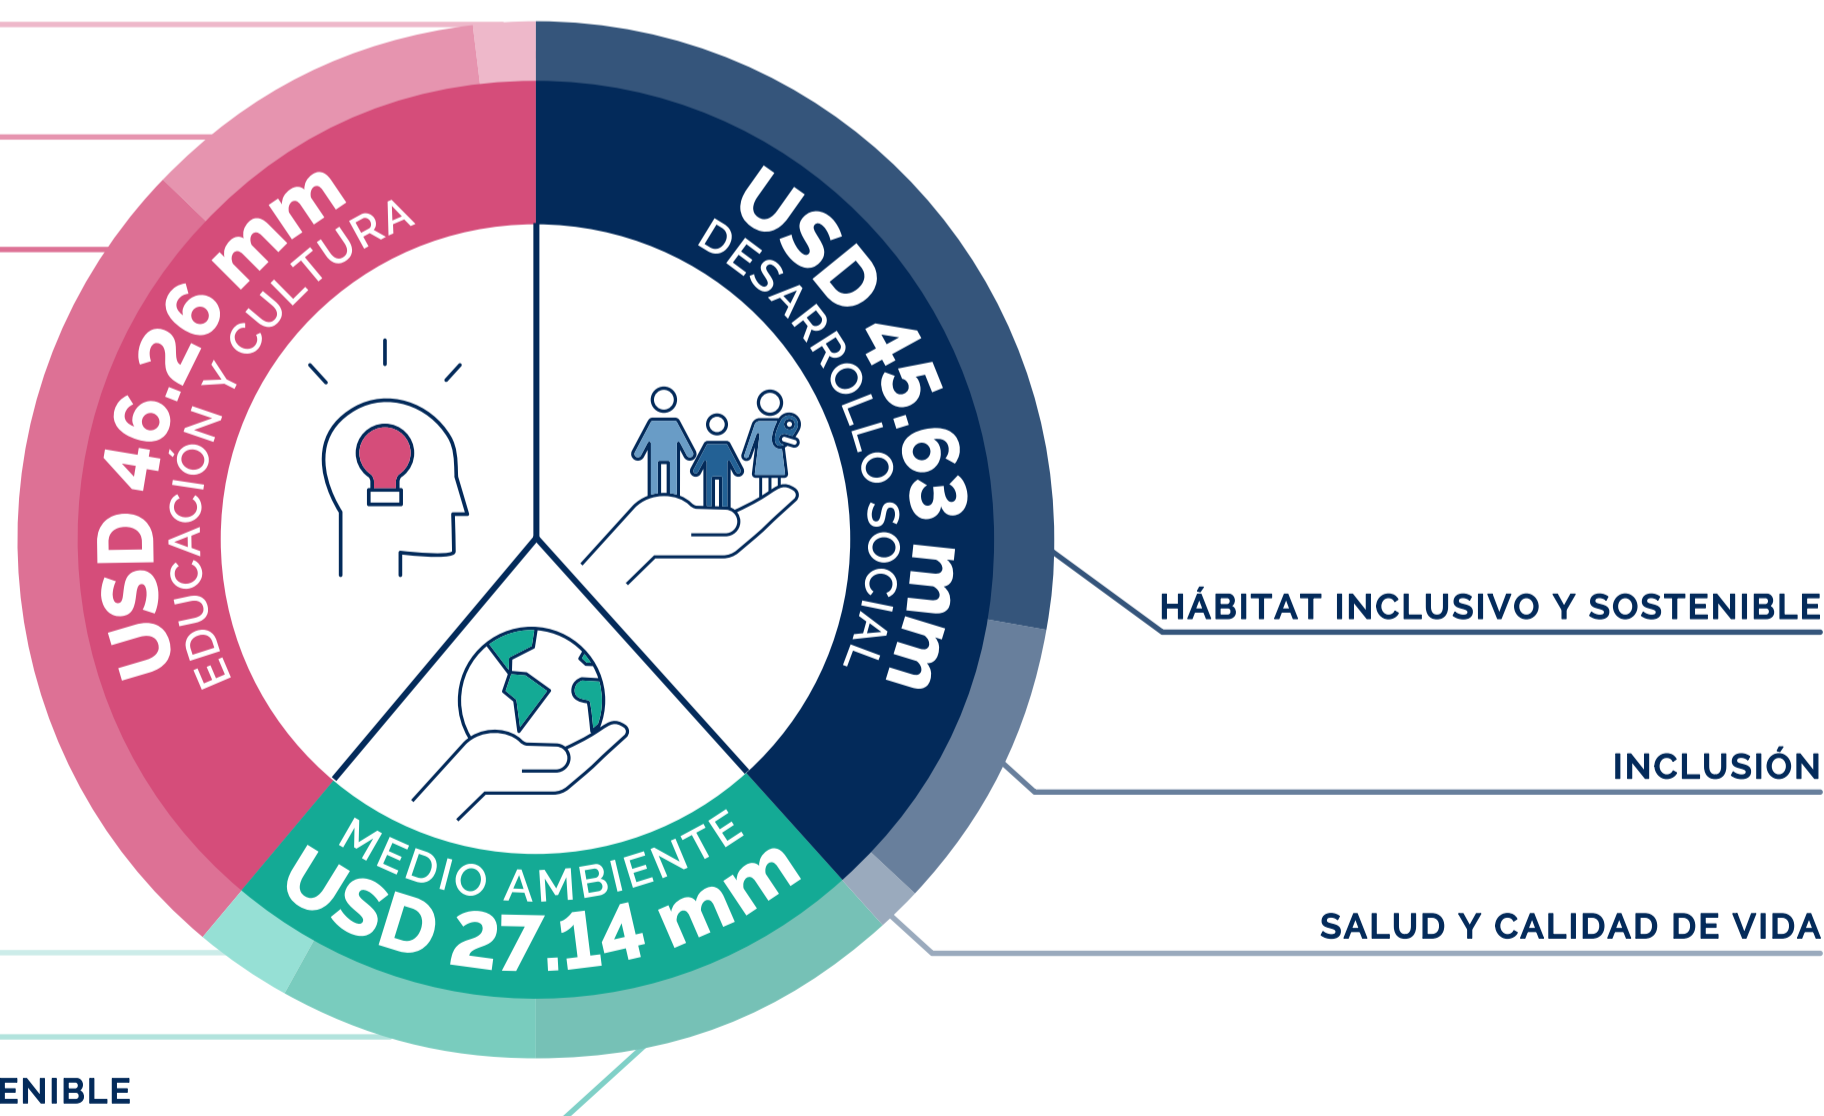 USD 46.26 mm
EDUCACIÓN Y CULTURA
USD 45.63 mm
DESARROLLO SOCIAL
MEDIO AMBIENTE
USD 27.14 mm
HÁBITAT INCLUSIVO Y SOSTENIBLE
INCLUSIÓN
SALUD Y CALIDAD DE VIDA
ENIBLE